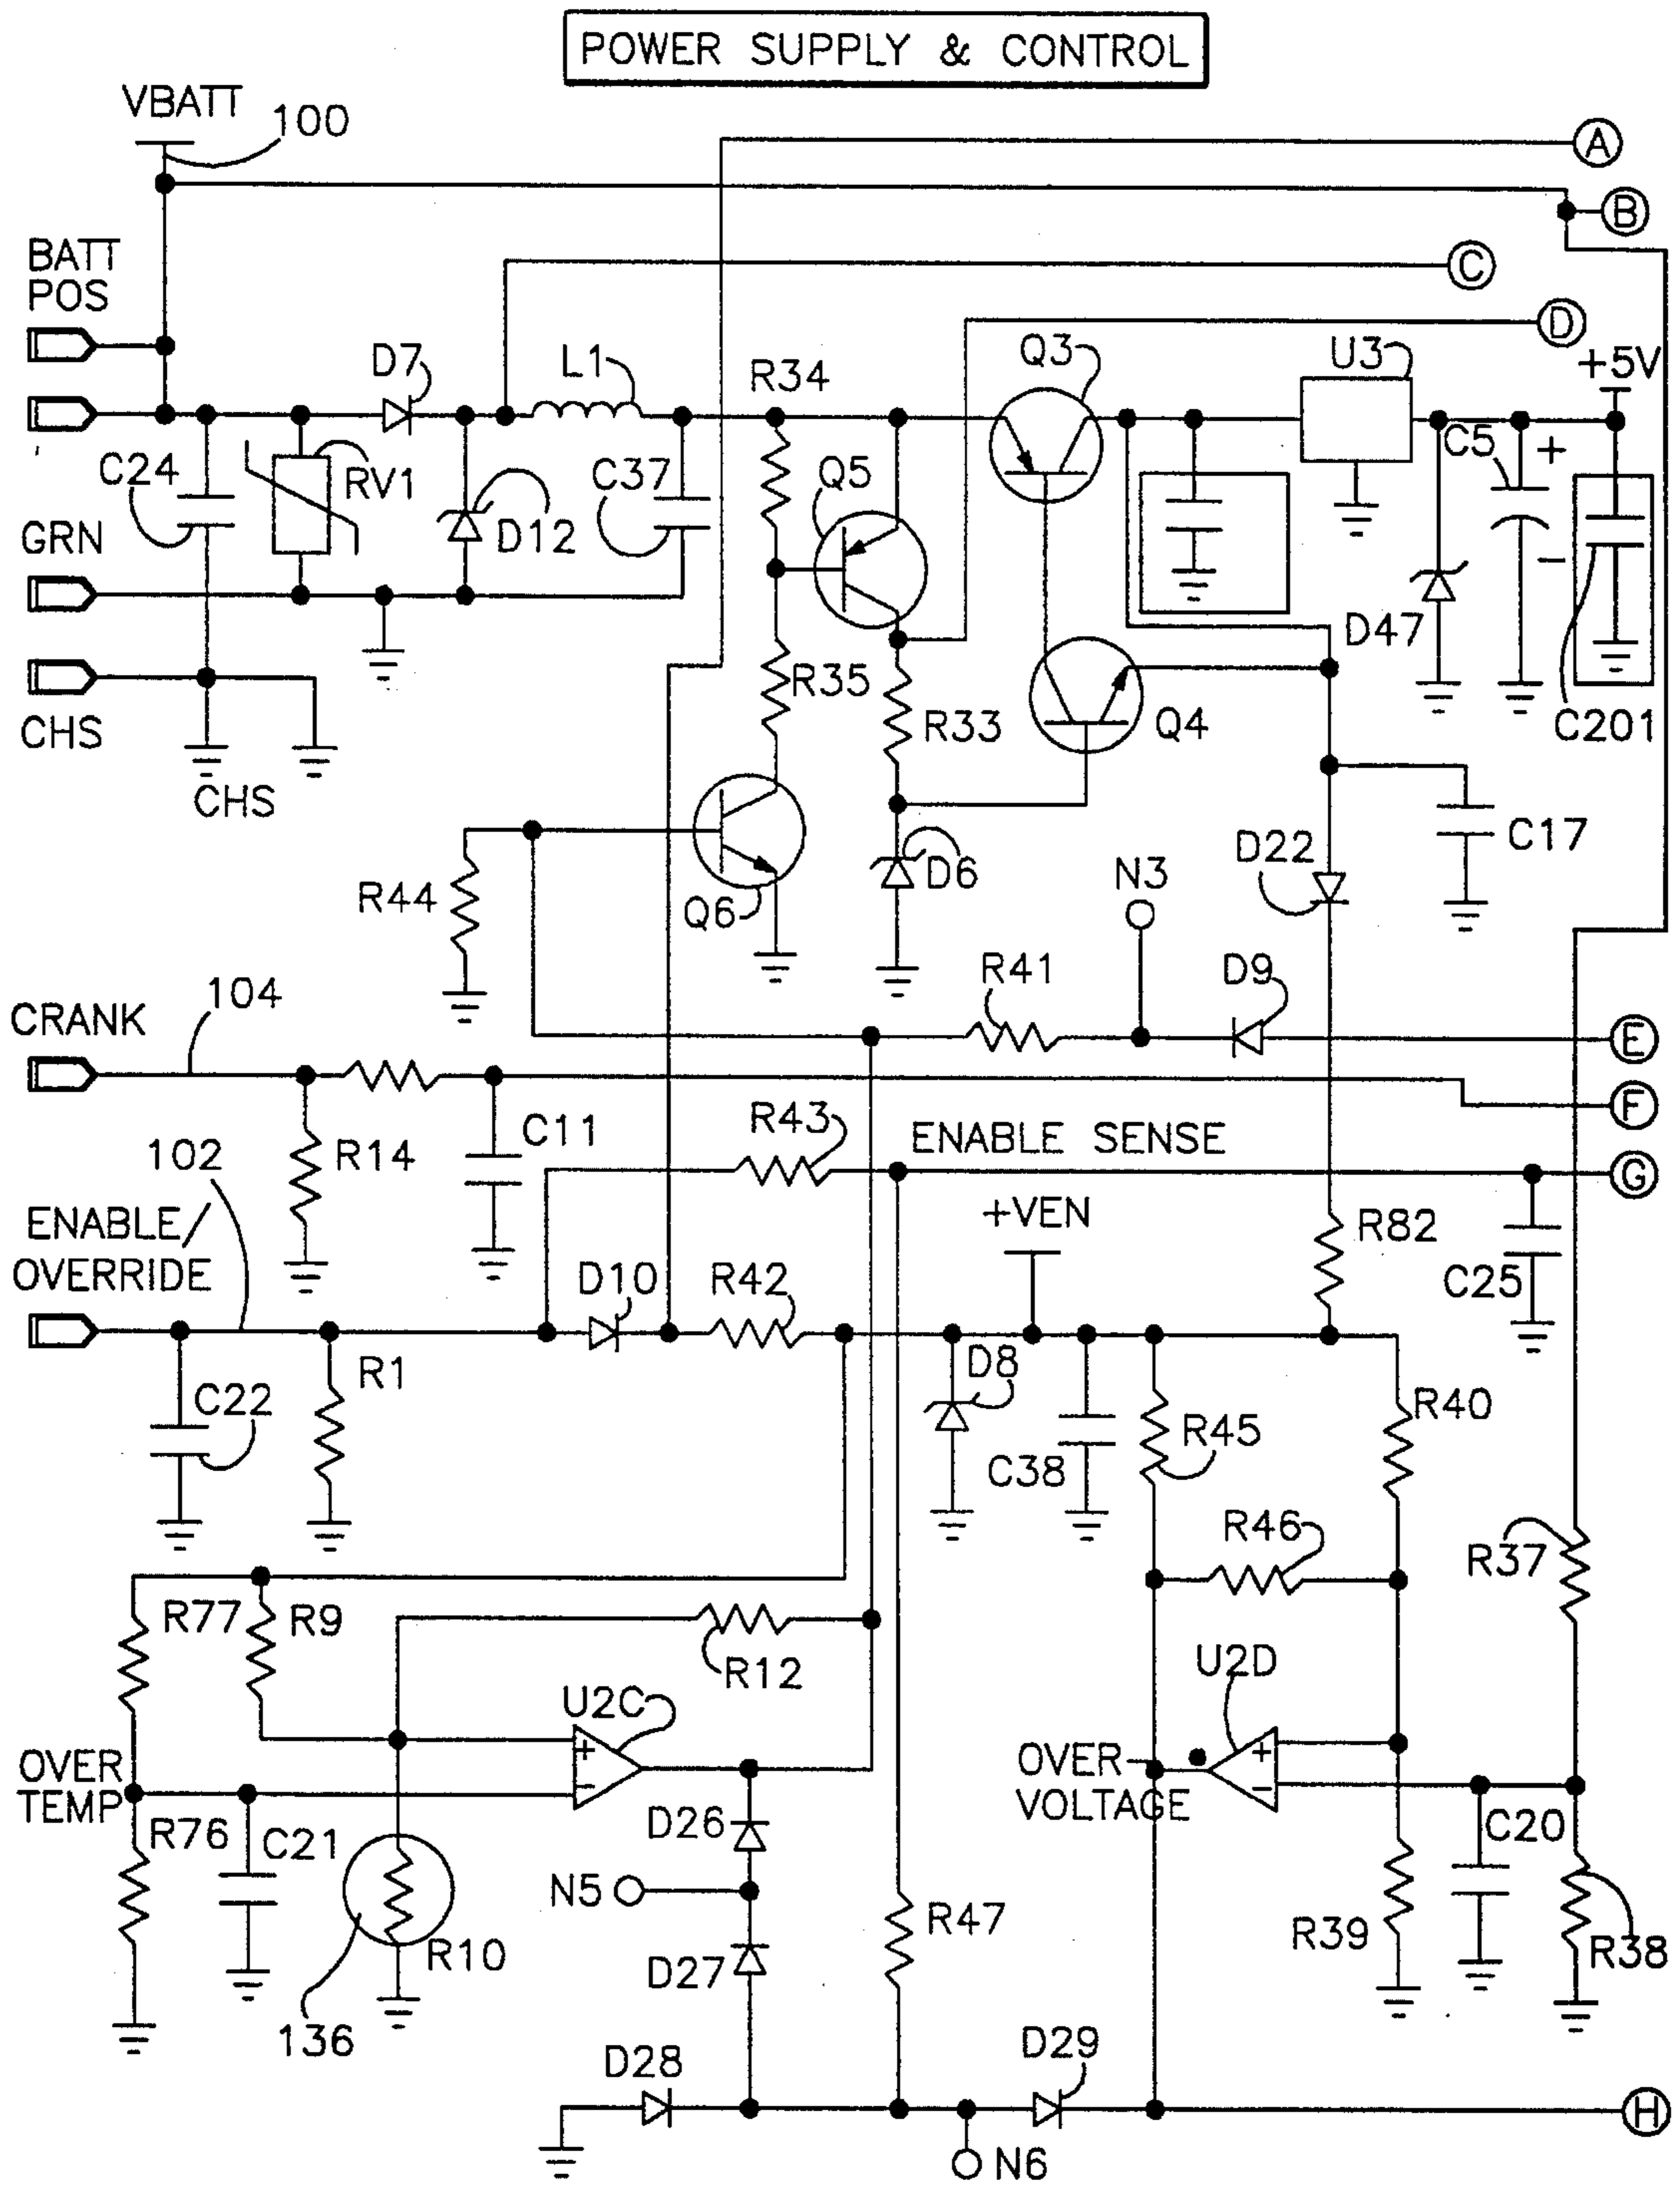 POWER SUPPLY & CONTROL
VBATT
100
A
B
BATT
POS
C
D
D7
L1
R34
Q3
U3
+5V
C24
RV1
D12
C37
Q5
C5
+
GRN
−
D47
CHS
R35
R33
Q4
C201
CHS
R44
Q6
D6
N3
D22
C17
CRANK
104
R41
D9
E
F
R14
C11
R43
ENABLE SENSE
G
102
ENABLE/
OVERRIDE
+VEN
R82
C25
D10
R42
R1
C22
D8
C38
R45
R40
R46
R37
R77
R9
R12
U2C
U2D
OVER
TEMP
+
−
OVER
VOLTAGE
+
−
R76
C21
D26
C20
N5
R10
D27
R47
R39
R38
136
D28
D29
H
N6